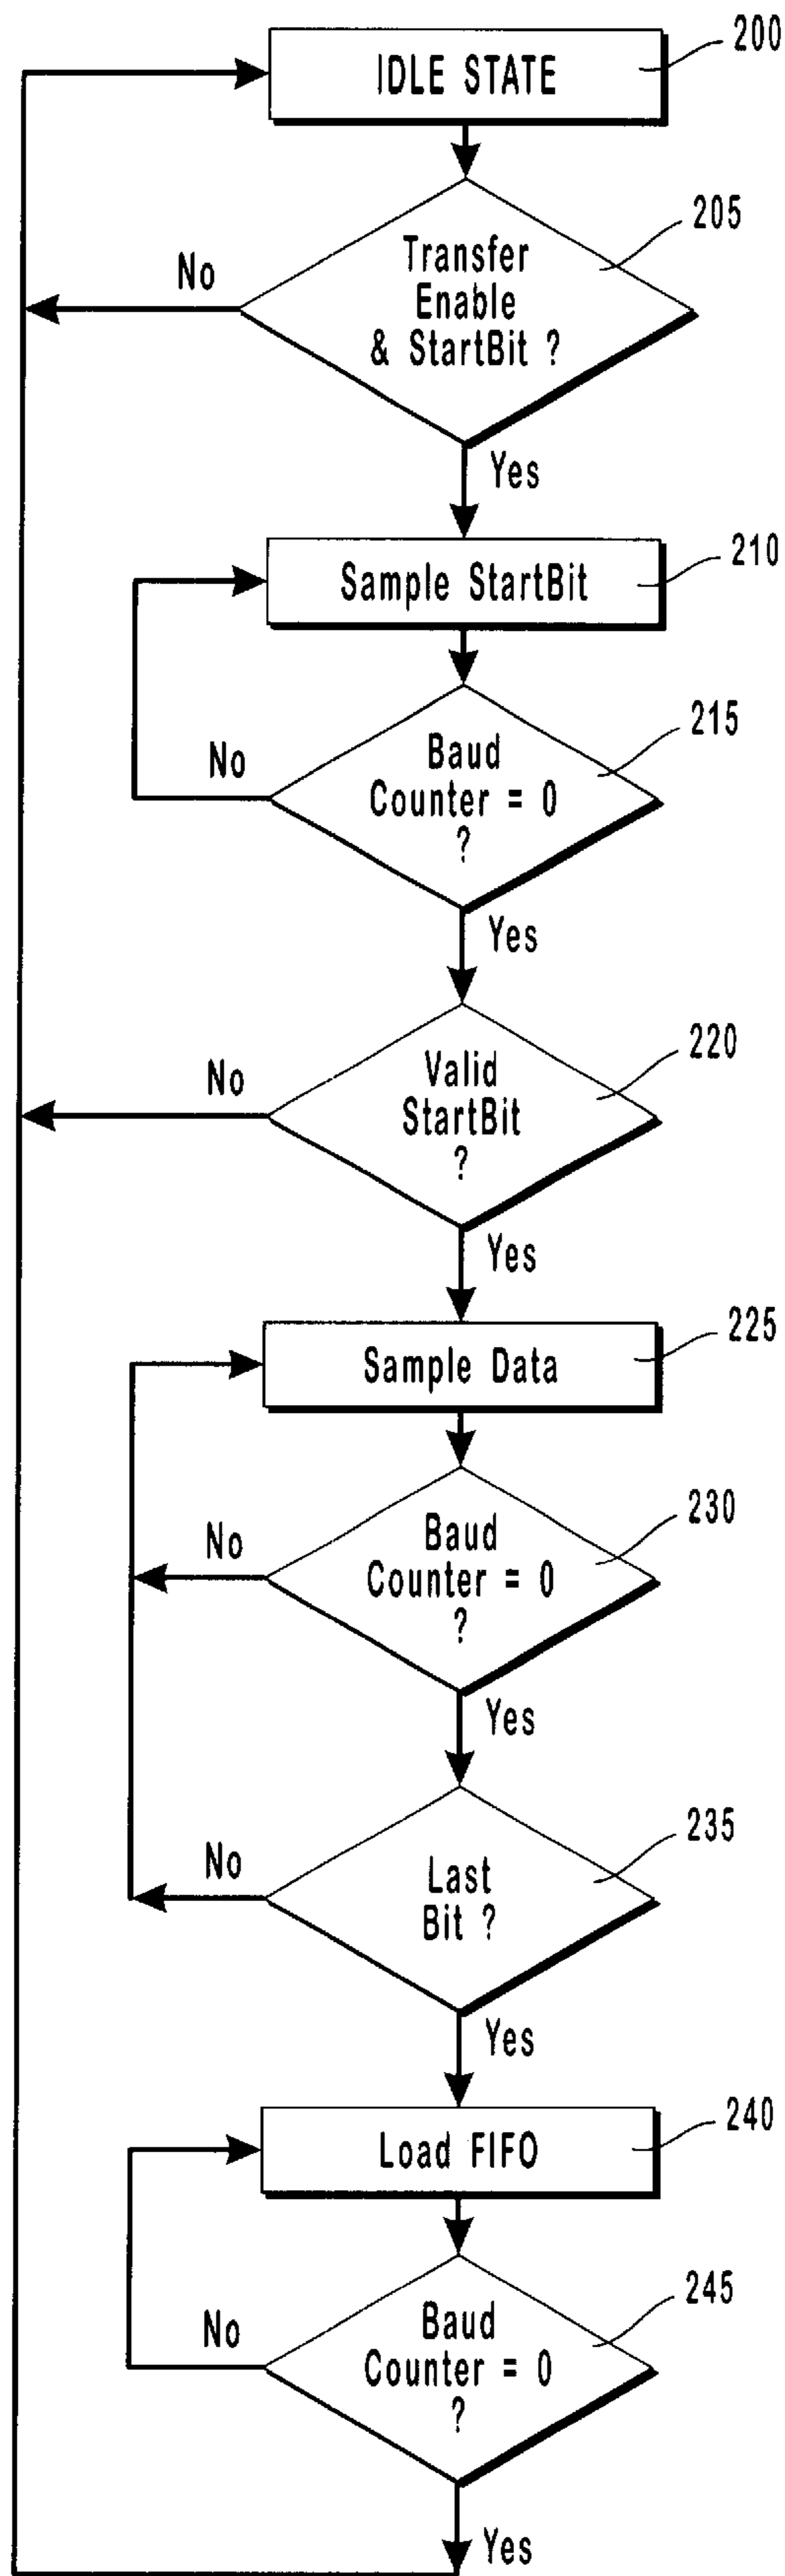 200
IDLE STATE
205
Transfer
Enable
& StartBit ?
No
Yes
210
Sample StartBit
215
Baud
Counter = 0
?
No
Yes
220
Valid
StartBit
?
No
Yes
225
Sample Data
230
Baud
Counter = 0
?
No
Yes
235
Last
Bit ?
No
Yes
240
Load FIFO
245
Baud
Counter = 0
?
No
Yes